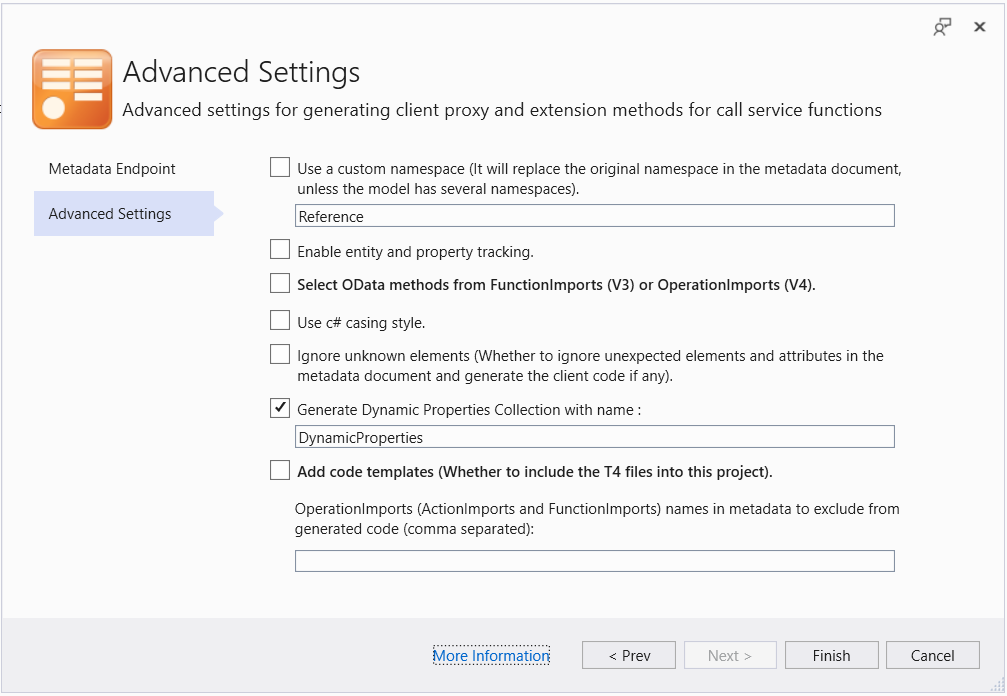 Advanced Settings
Advanced settings for generating client proxy and extension methods for call service functions
Metadata Endpoint
Advanced Settings
Use a custom namespace (It will replace the original namespace in the metadata document,
unless the model has several namespaces).
Reference
Enable entity and property tracking.
Select OData methods from FunctionImports (V3) or OperationImports (V4).
Use c# casing style.
Ignore unknown elements (Whether to ignore unexpected elements and attributes in the
metadata document and generate the client code if any).
Generate Dynamic Properties Collection with name :
DynamicProperties
Add code templates (Whether to include the T4 files into this project).
OperationImports (ActionImports and FunctionImports) names in metadata to exclude from
generated code (comma separated):
More Information
< Prev
Next >
Finish
Cancel